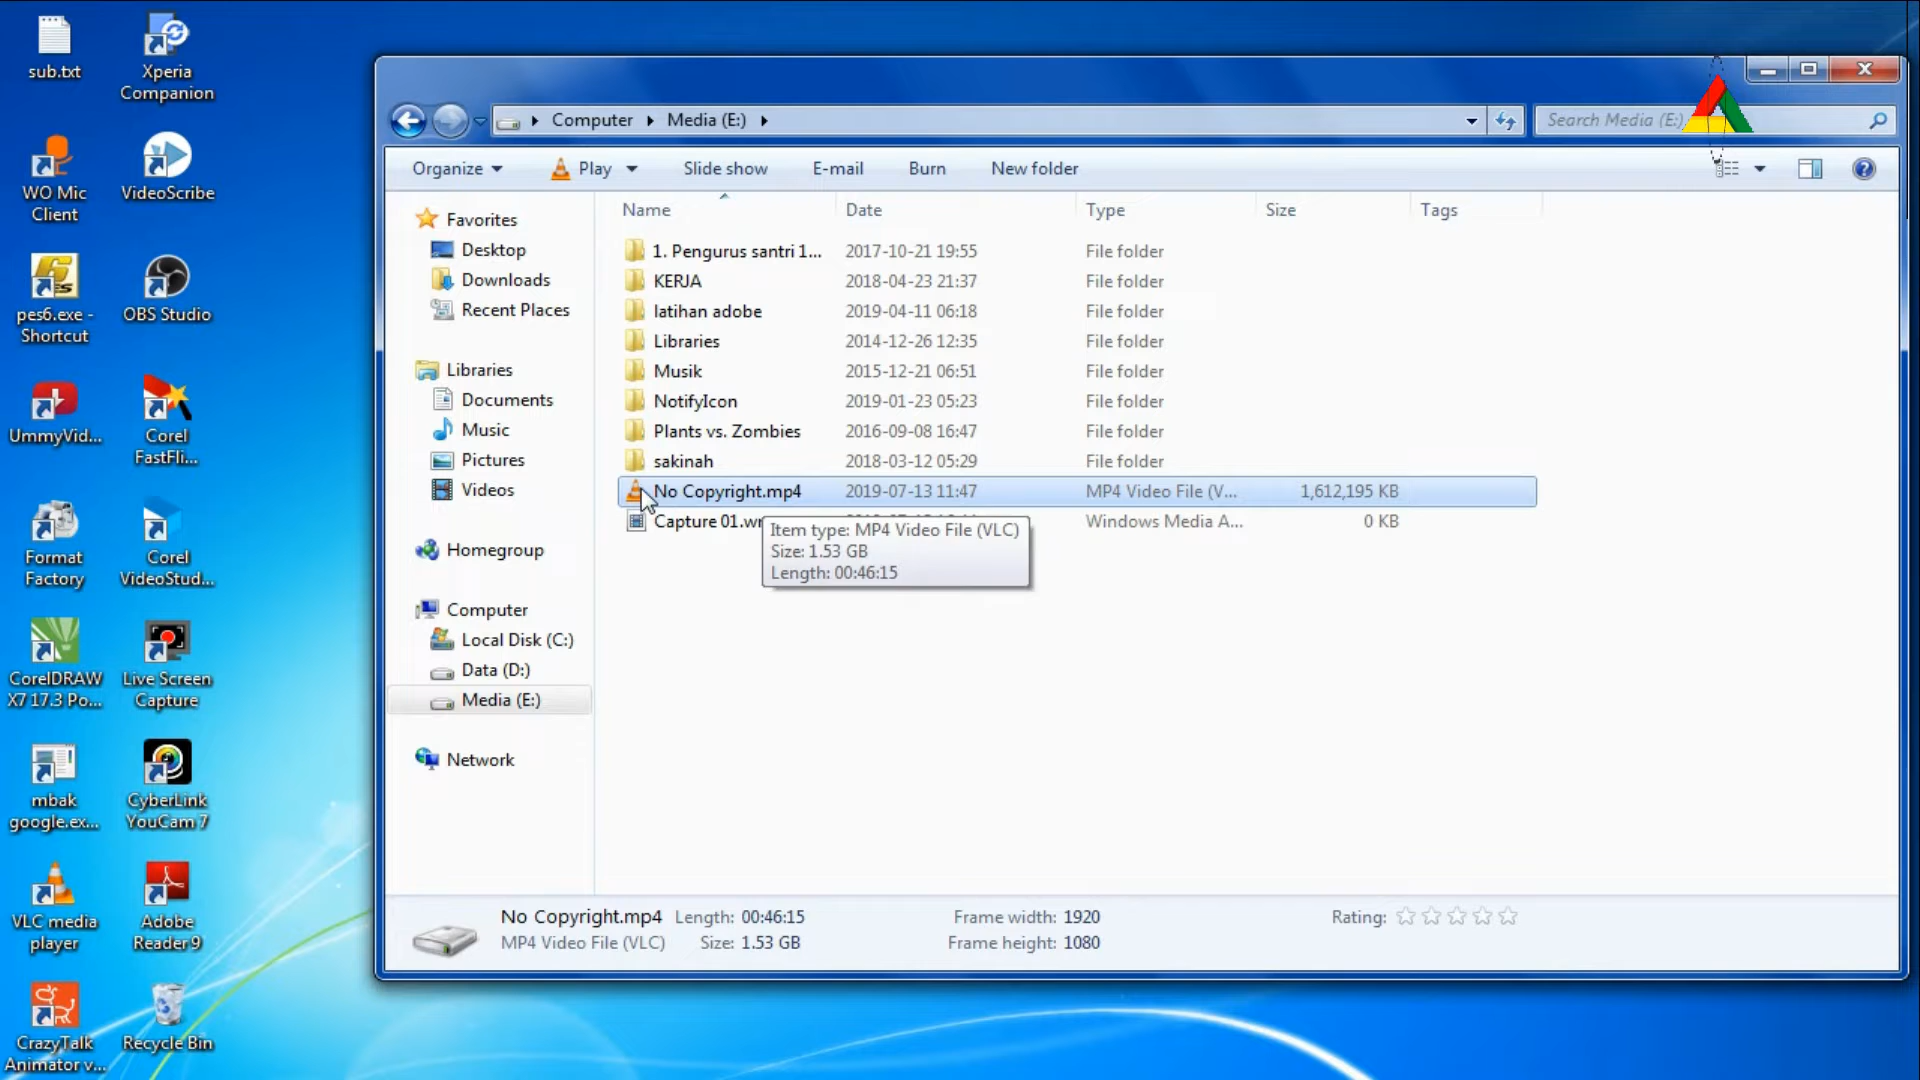 sub.txt
Xperia
Companion
WO Mic
Client
VideoScribe
pes6.exe -
Shortcut
OBS Studio
UmmyVid...
Corel
FastFli...
Format
Factory
Corel
VideoStud...
CorelDRAW
X7 17.3 Po...
Live Screen
Capture
mbak
google.ex...
CyberLink
YouCam 7
VLC media
player
Adobe
Reader 9
CrazyTalk
Animator v...
Recycle Bin
Computer Media (E:)
Search Media (E:)
Organize Play Slide show E-mail Burn New folder
Favorites
Desktop
Downloads
Recent Places
Libraries
Documents
Music
Pictures
Videos
Homegroup
Computer
Local Disk (C:)
Data (D:)
Media (E:)
Network
Name Date Type Size Tags
1. Pengurus santri 1... 2017-10-21 19:55 File folder
KERJA 2018-04-23 21:37 File folder
latihan adobe 2019-04-11 06:18 File folder
Libraries 2014-12-26 12:35 File folder
Musik 2015-12-21 06:51 File folder
NotifyIcon 2019-01-23 05:23 File folder
Plants vs. Zombies 2016-09-08 16:47 File folder
sakinah 2018-03-12 05:29 File folder
No Copyright.mp4 2019-07-13 11:47 MP4 Video File (V... 1,612,195 KB
Capture 01. Windows Media A... 0 KB
Item type: MP4 Video File (VLC)
Size: 1.53 GB
Length: 00:46:15
No Copyright.mp4 Length: 00:46:15 Frame width: 1920 Rating:
MP4 Video File (VLC) Size: 1.53 GB Frame height: 1080